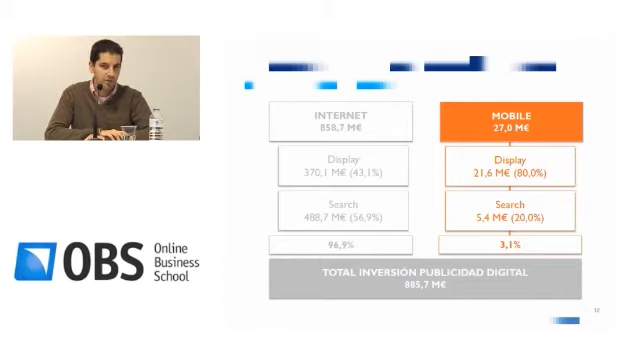 INTERNET
858,7 M€
Display
370,1 M€ (43,1%)
Search
488,7 M€ (56,9%)
96,9%
MOBILE
27,0 M€
Display
21,6 M€ (80,0%)
Search
5,4 M€ (20,0%)
3,1%
TOTAL INVERSIÓN PUBLICIDAD DIGITAL
885,7 M€
12
OBS
Online
Business
School